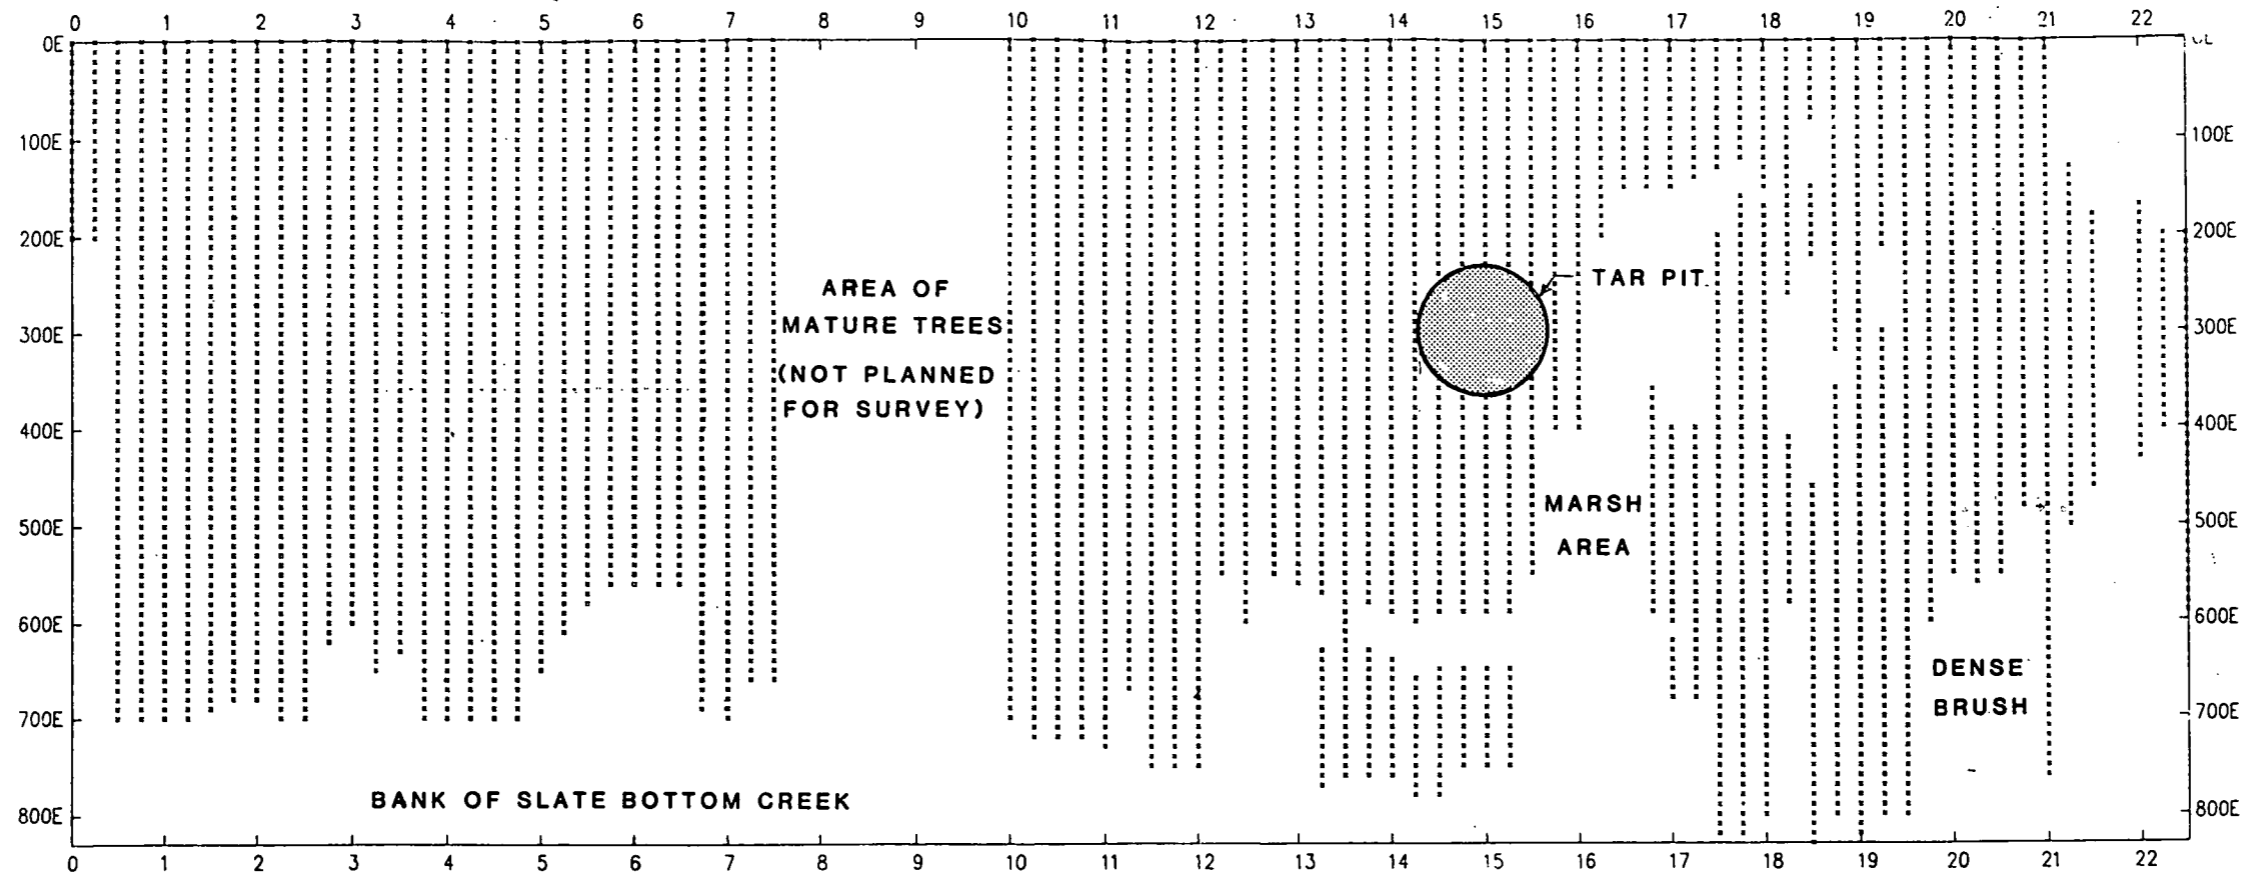 0 1 2 3 4 5 6 7 8 9 10 11 12 13 14 15 16 17 18 19 20 21 22
0E
100E 100E
200E 200E
TAR PIT
AREA OF
MATURE TREES
300E 300E
(NOT PLANNED
FOR SURVEY)
400E 400E
MARSH
AREA
500E 500E
600E 600E
DENSE
BRUSH
700E 700E
BANK OF SLATE BOTTOM CREEK
800E 800E
0 1 2 3 4 5 6 7 8 9 10 11 12 13 14 15 16 17 18 19 20 21 22